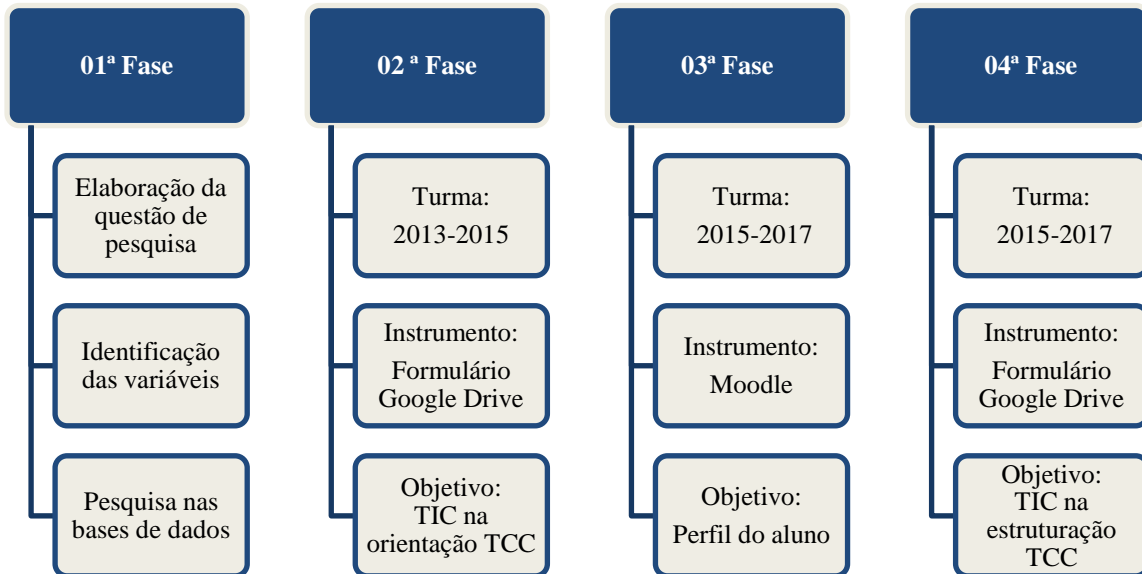 01ª Fase
Elaboração da
questão de
pesquisa
Identificação
das variáveis
Pesquisa nas
bases de dados
02 ª Fase
Turma:
2013-2015
Instrumento:
Formulário
Google Drive
Objetivo:
TIC na
orientação TCC
03ª Fase
Turma:
2015-2017
Instrumento:
Moodle
Objetivo:
Perfil do aluno
04ª Fase
Turma:
2015-2017
Instrumento:
Formulário
Google Drive
Objetivo:
TIC na
estruturação
TCC